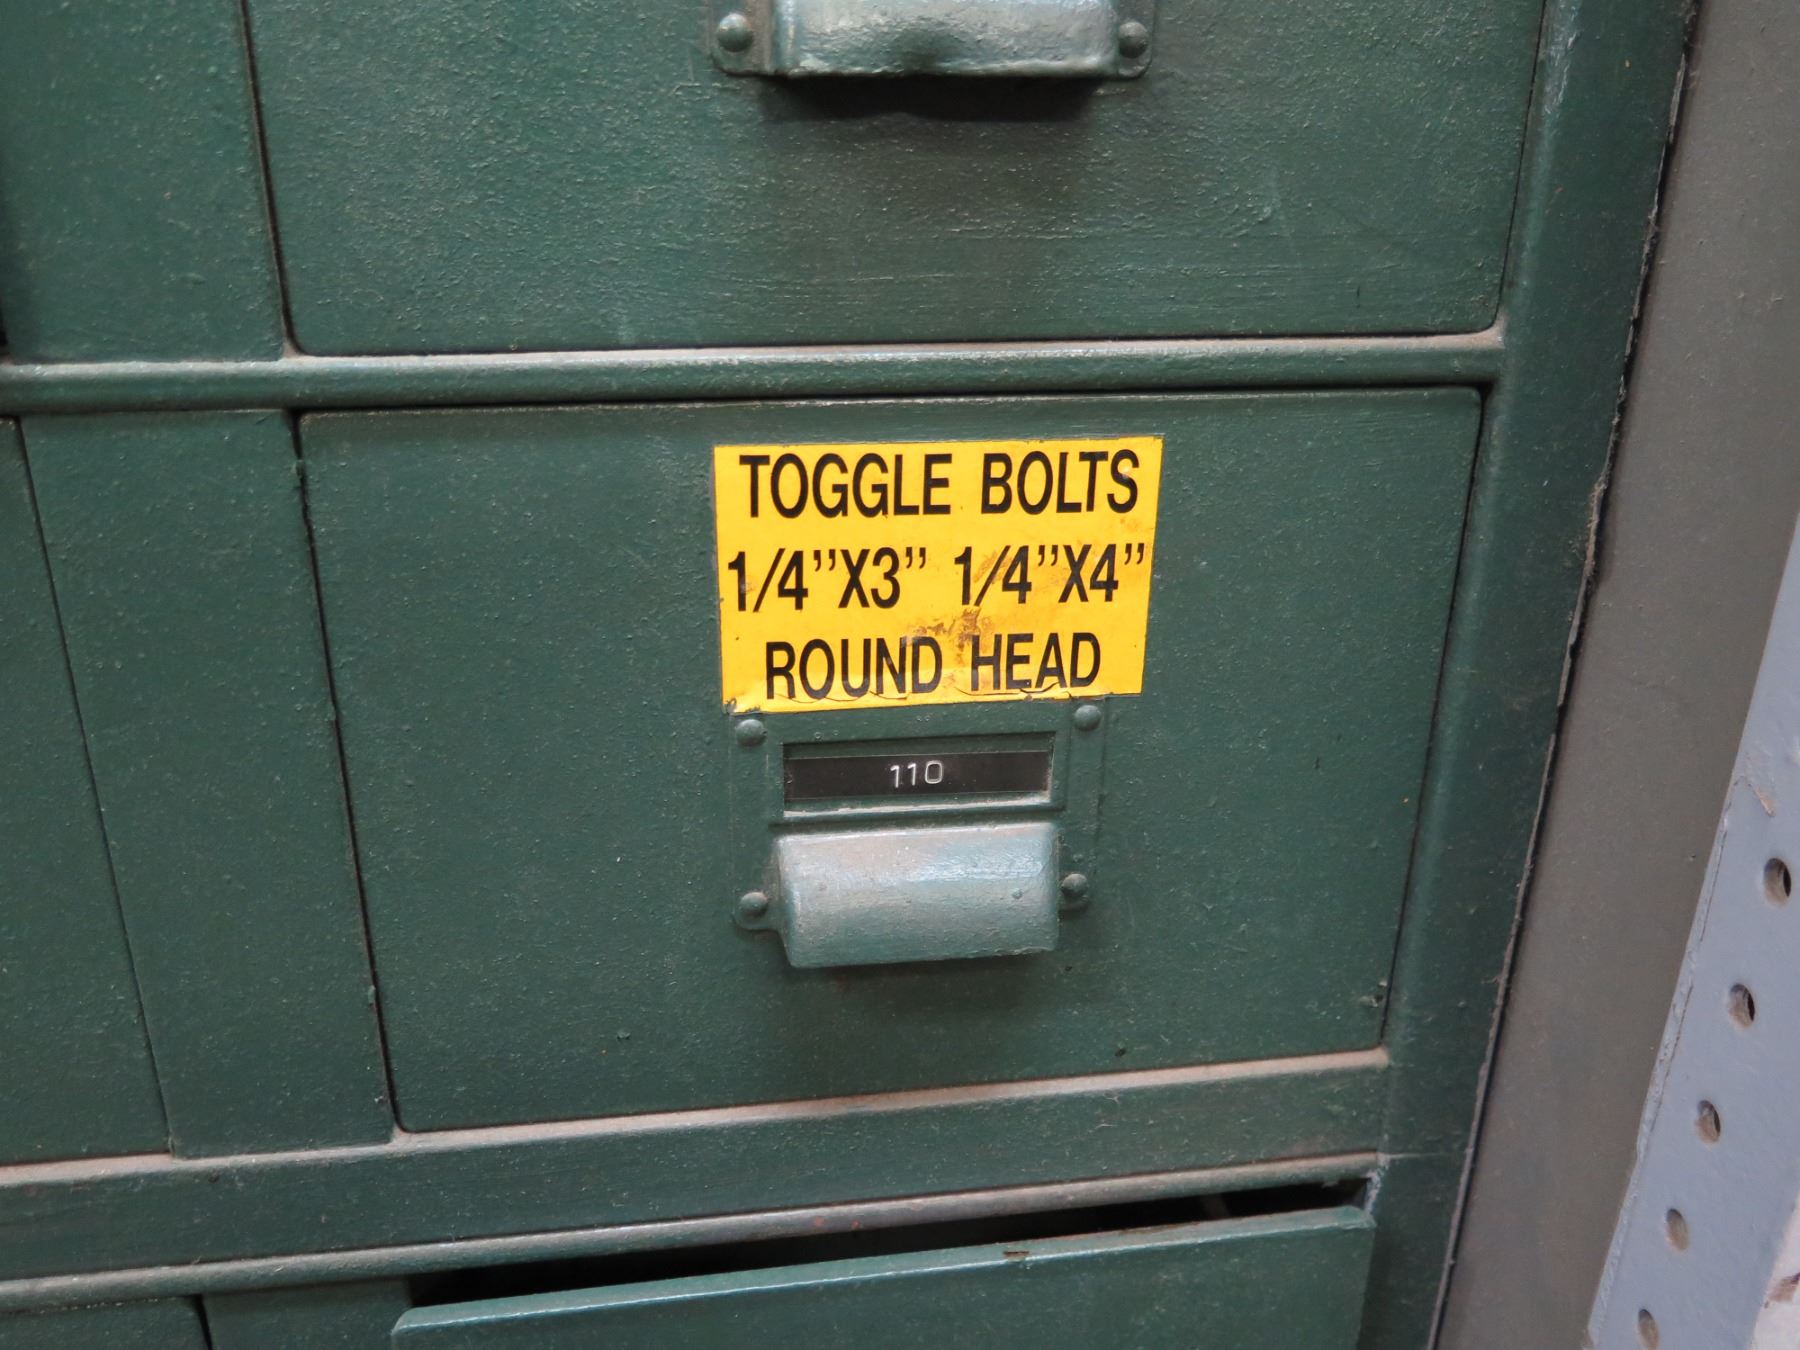 TOGGLE BOLTS
1/4"X3" 1/4"X4"
ROUND HEAD
110